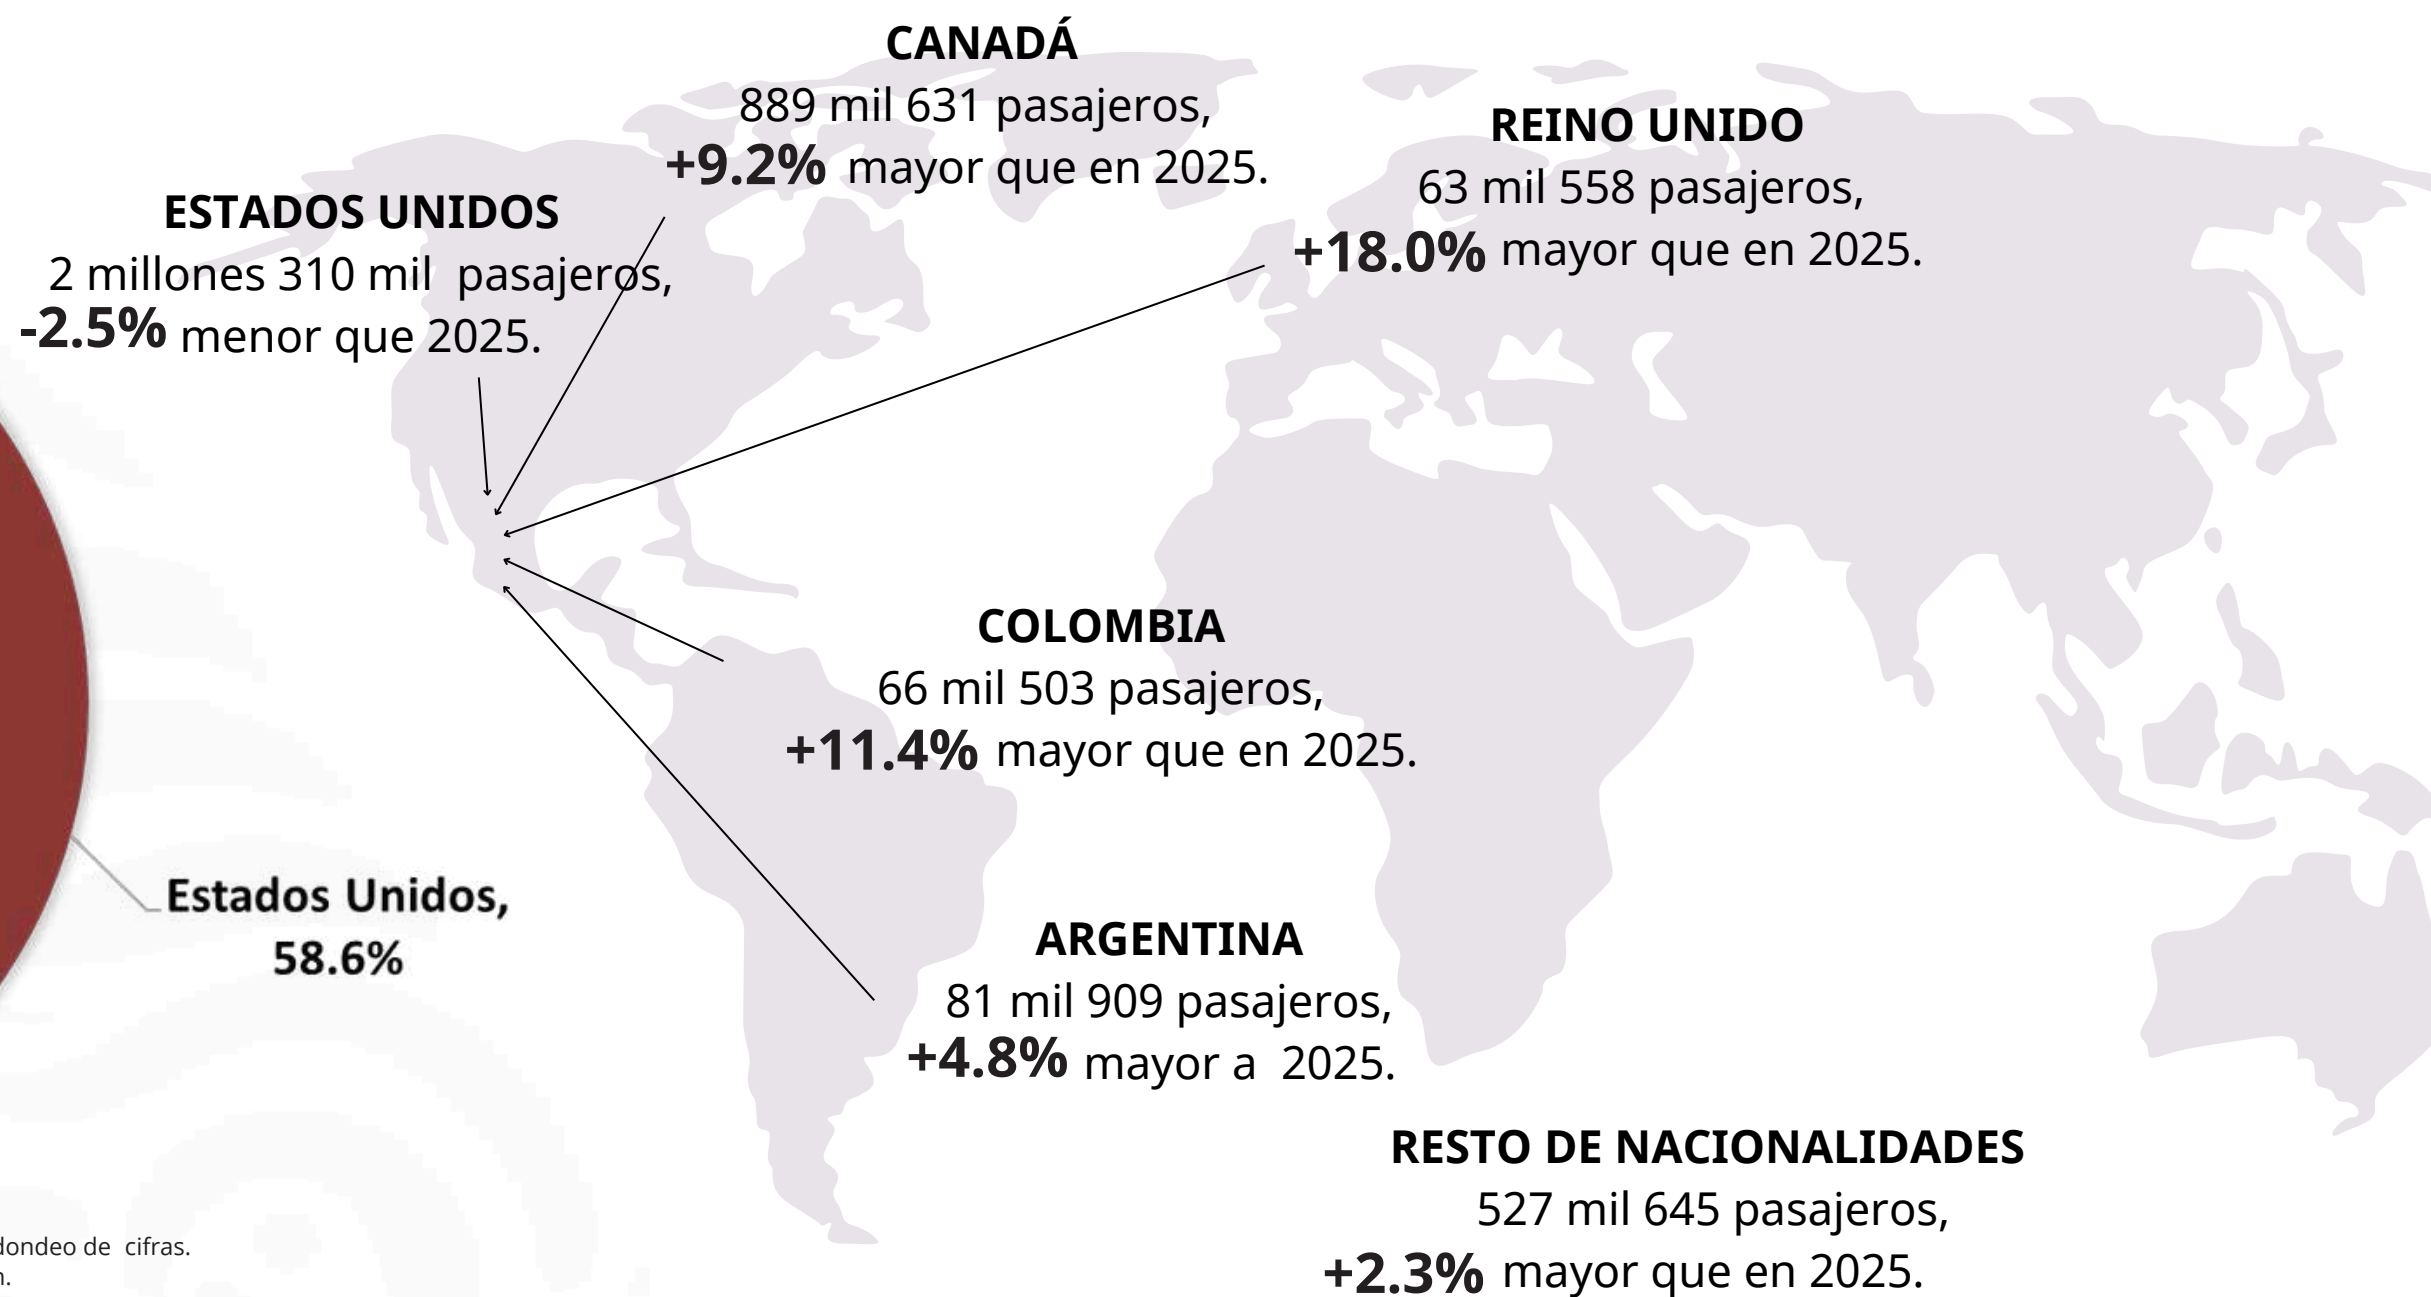 CANADÁ
889 mil 631 pasajeros,
+9.2% mayor que en 2025.
REINO UNIDO
63 mil 558 pasajeros,
+18.0% mayor que en 2025.
ESTADOS UNIDOS
2 millones 310 mil  pasajeros,
-2.5% menor que 2025.
COLOMBIA
66 mil 503 pasajeros,
+11.4% mayor que en 2025.
Estados Unidos,
58.6%
ARGENTINA
81 mil 909 pasajeros,
+4.8% mayor a  2025.
RESTO DE NACIONALIDADES
527 mil 645 pasajeros,
+2.3% mayor que en 2025.
de  cifras.